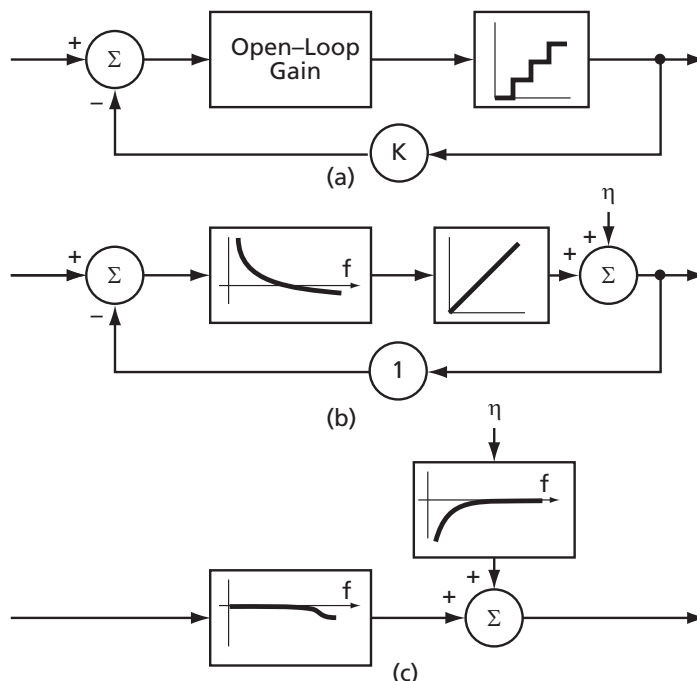 +
Σ
Open–Loop
Gain
–
K
(a)
η
+
Σ
f
+
+
Σ
–
1
(b)
η
f
+
f
+
Σ
(c)